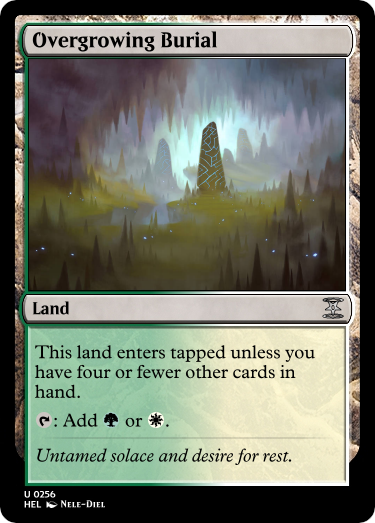 Overgrowing Burial
Land
This land enters tapped unless you
have four or fewer other cards in
hand.
: Add or .
Untamed solace and desire for rest.
U 0256
HEL Nele-Diel